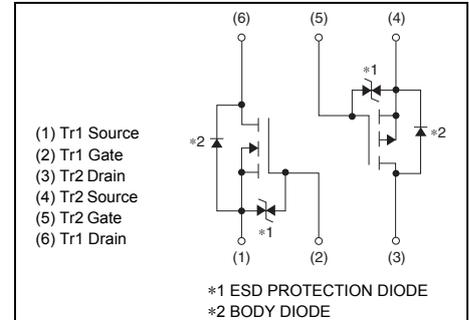 (6) (5) (4)
∗1
(1) Tr1 Source
(2) Tr1 Gate
(3) Tr2 Drain
(4) Tr2 Source
(5) Tr2 Gate
(6) Tr1 Drain
∗2
∗2
∗1
(1) (2) (3)
∗1 ESD PROTECTION DIODE
∗2 BODY DIODE